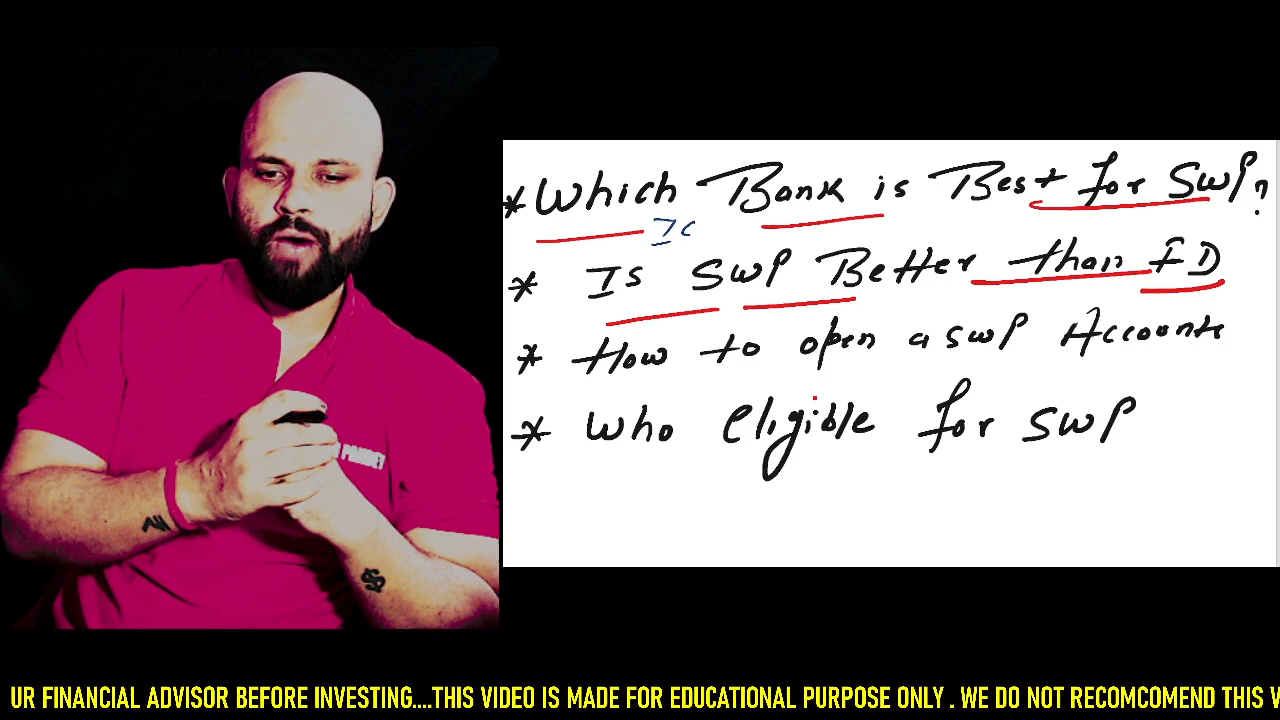 * Which Bank is Best for SWP?
IC
* Is SWP Better than FD
* How to open a SWP Accounts
* Who Eligible for SWP
PANDEY
UR FINANCIAL ADVISOR BEFORE INVESTING....THIS VIDEO IS MADE FOR EDUCATIONAL PURPOSE ONLY . WE DO NOT RECOMCOMEND THIS V